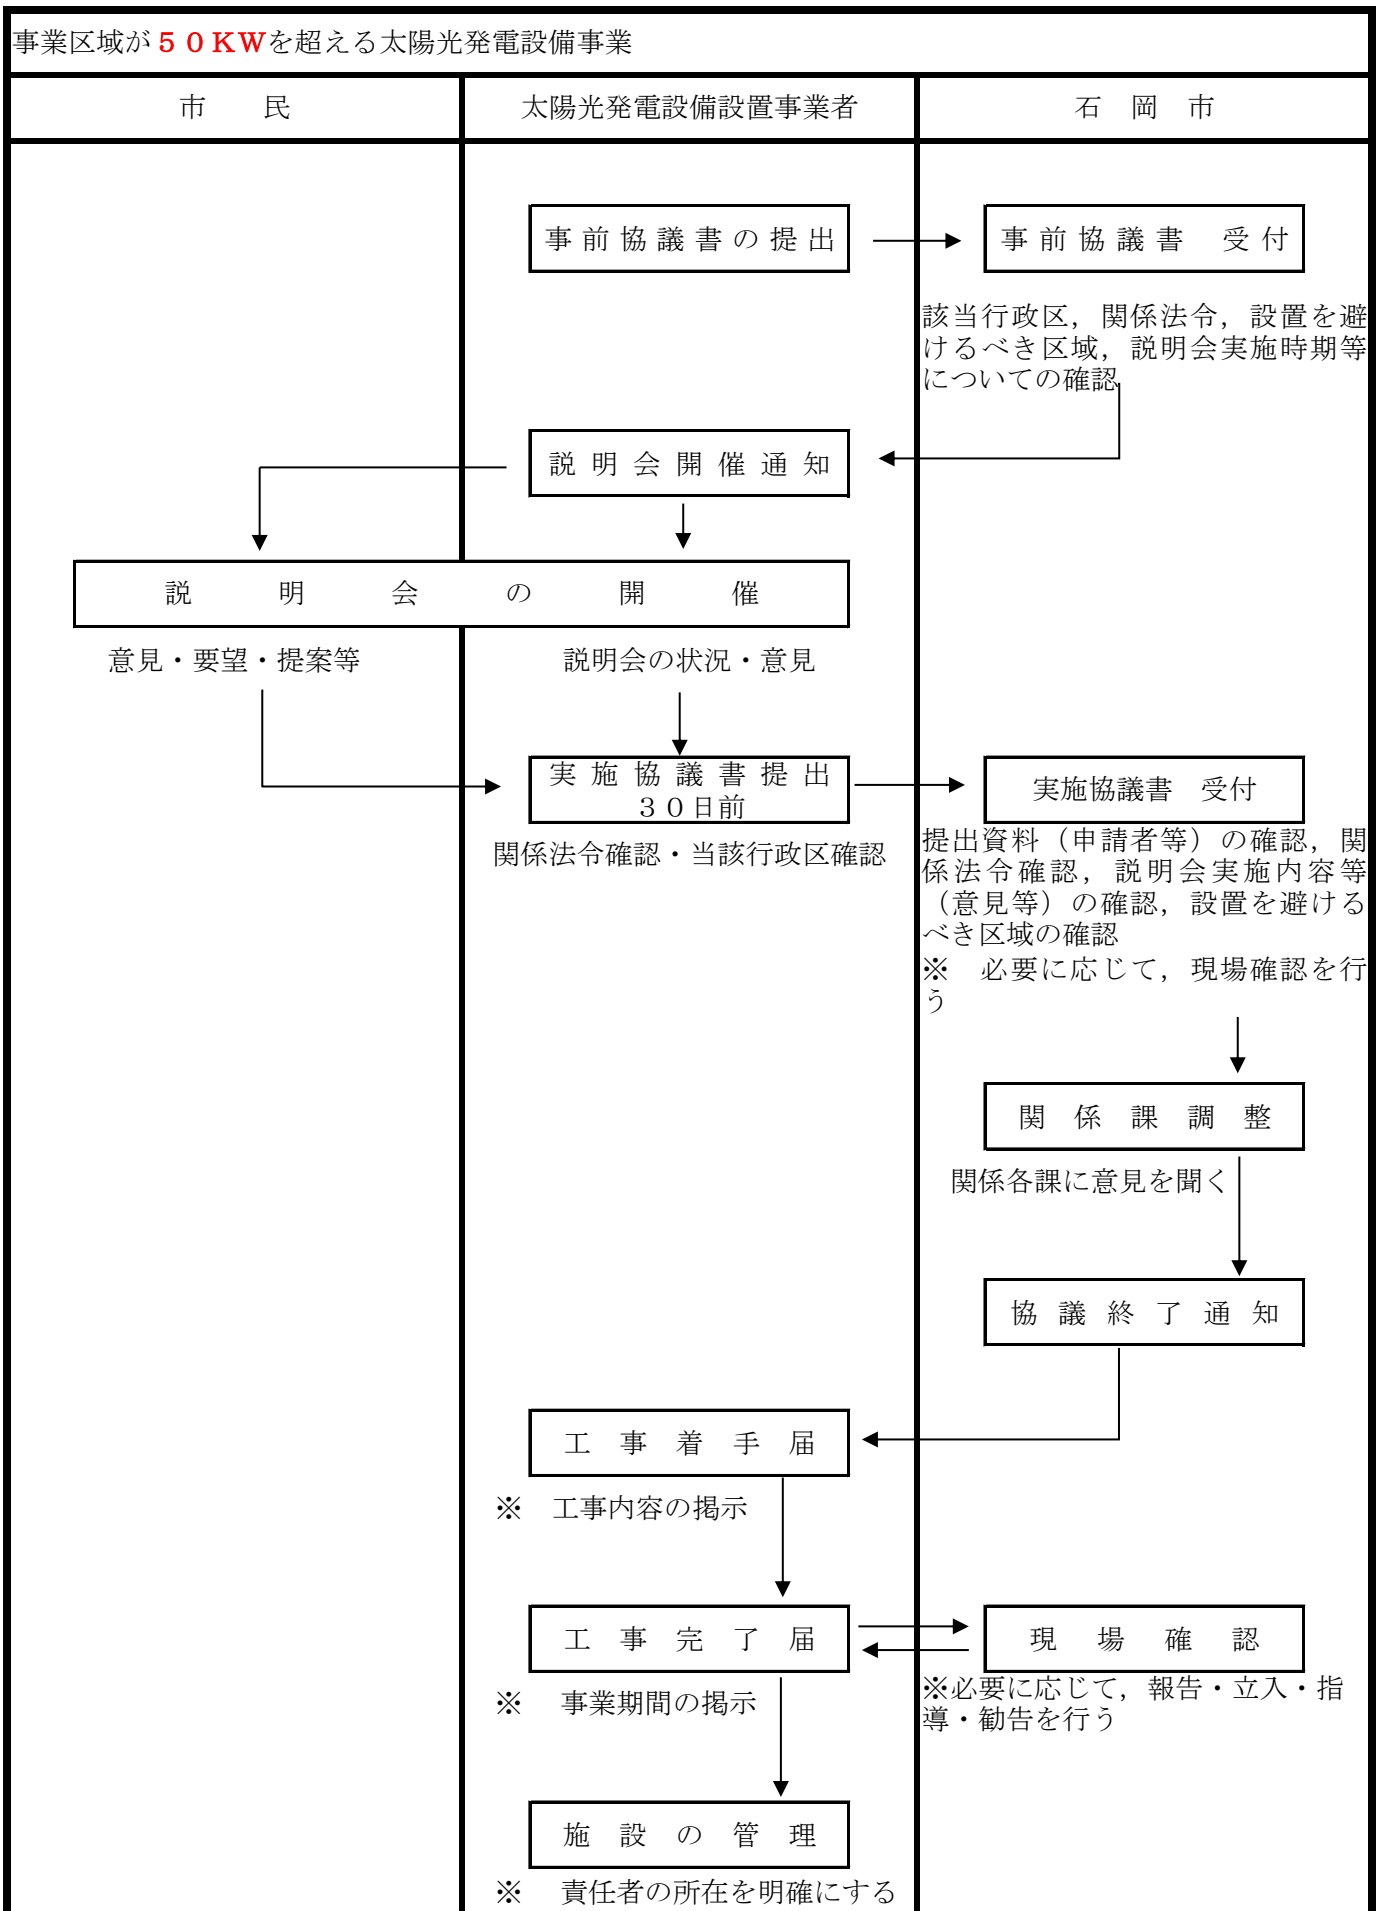 事業区域が５０KWを超える太陽光発電設備事業
市　　民
太陽光発電設備設置事業者
石　岡　市
事前協議書の提出
事前協議書　受付
該当行政区，関係法令，設置を避
けるべき区域，説明会実施時期等
についての確認
説明会開催通知
説明会の開催
意見・要望・提案等
説明会の状況・意見
実施協議書提出
３０日前
実施協議書　受付
関係法令確認・当該行政区確認
提出資料（申請者等）の確認，関
係法令確認，説明会実施内容等
（意見等）の確認，設置を避ける
べき区域の確認
※　必要に応じて，現場確認を行
う
関係課調整
関係各課に意見を聞く
協議終了通知
工事着手届
※　工事内容の掲示
工事完了届
現場確認
※　事業期間の掲示
※必要に応じて，報告・立入・指
導・勧告を行う
施設の管理
※　責任者の所在を明確にする